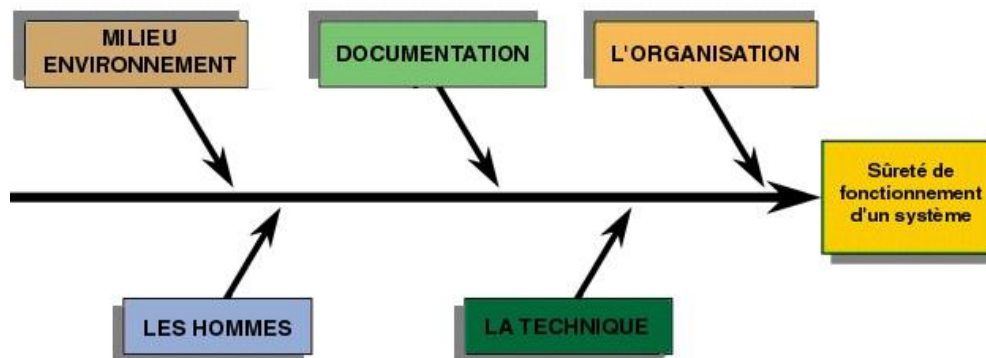 MILIEU
ENVIRONNEMENT
DOCUMENTATION
L'ORGANISATION
Sûreté de
fonctionnement
d'un système
LES HOMMES
LA TECHNIQUE